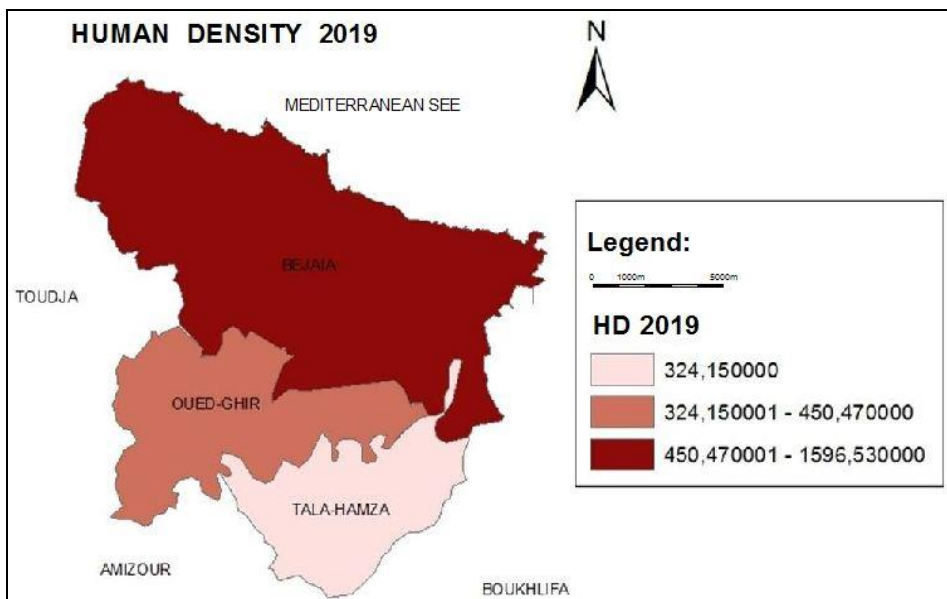 HUMAN DENSITY 2019
N
MEDITERRANEAN SEE
BEJAIA
TOUDJA
OUED-GHIR
TALA-HAMZA
AMIZOUR
BOUKHLIFA
Legend:
0 1000m 5000m
HD 2019
324,150000
324,150001 - 450,470000
450,470001 - 1596,530000